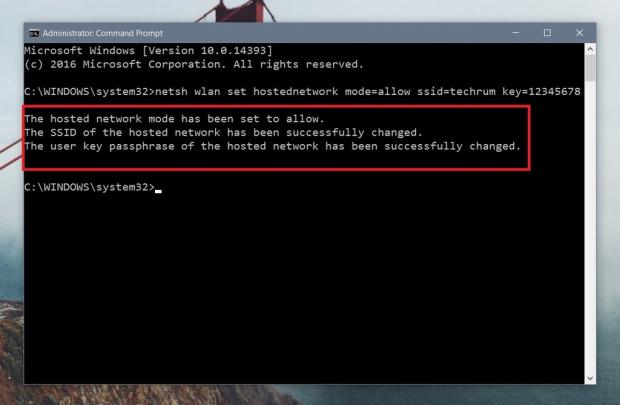 Administrator: Command Prompt
Microsoft Windows [Version 10.0.14393]
(c) 2016 Microsoft Corporation. All rights reserved.
C:\WINDOWS\system32>netsh wlan set hostednetwork mode=allow ssid=techrum key=12345678
The hosted network mode has been set to allow.
The SSID of the hosted network has been successfully changed.
The user key passphrase of the hosted network has been successfully changed.
C:\WINDOWS\system32>